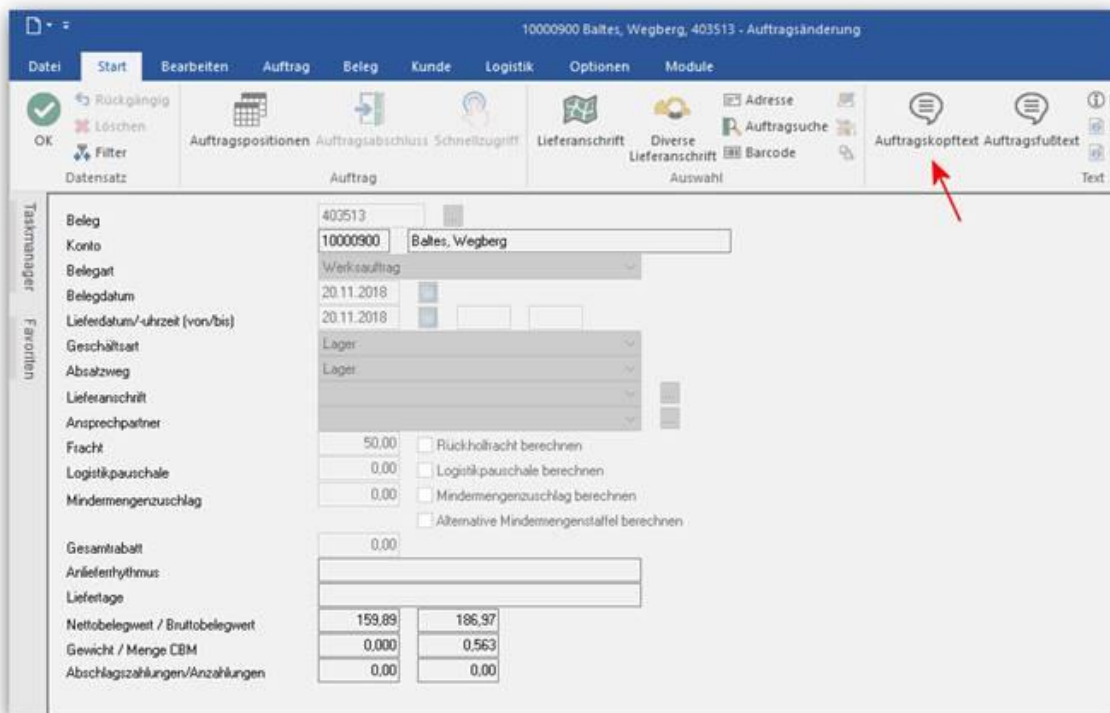 10000900 Baltes, Wegberg, 403513 - Auftragsänderung
Datei Start Bearbeiten Auftrag Beleg Kunde Logistik Optionen Module
OK
Rückgängig
Löschen
Filter
Datensatz
Auftragspositionen Auftragsabschluss Schnellzugriff
Auftrag
Lieferanschrift
Diverse
Lieferanschrift
Adresse
Auftragsuche
Barcode
Auswahl
Auftragskopftext Auftragsfußtext
Text
Taskmanager
Favoriten
Beleg 403513
Konto 10000900 Baltes, Wegberg
Belegart Werksauftrag
Belegdatum 20.11.2018
Lieferdatum/-uhrzeit (von/bis) 20.11.2018
Geschäftsart Lager
Absatzweg Lager
Lieferanschrift
Ansprechpartner
Fracht 50,00 Rückholfracht berechnen
Logistikpauschale 0,00 Logistikpauschale berechnen
Mindermengenzuschlag 0,00 Mindermengenzuschlag berechnen
Alternative Mindermengenstaffel berechnen
Gesamtrabatt 0,00
Anlieferrhythmus
Liefertage
Nettobelegwert / Bruttobelegwert 159,89 186,97
Gewicht / Menge CBM 0,000 0,563
Abschlagszahlungen/Anzahlungen 0,00 0,00